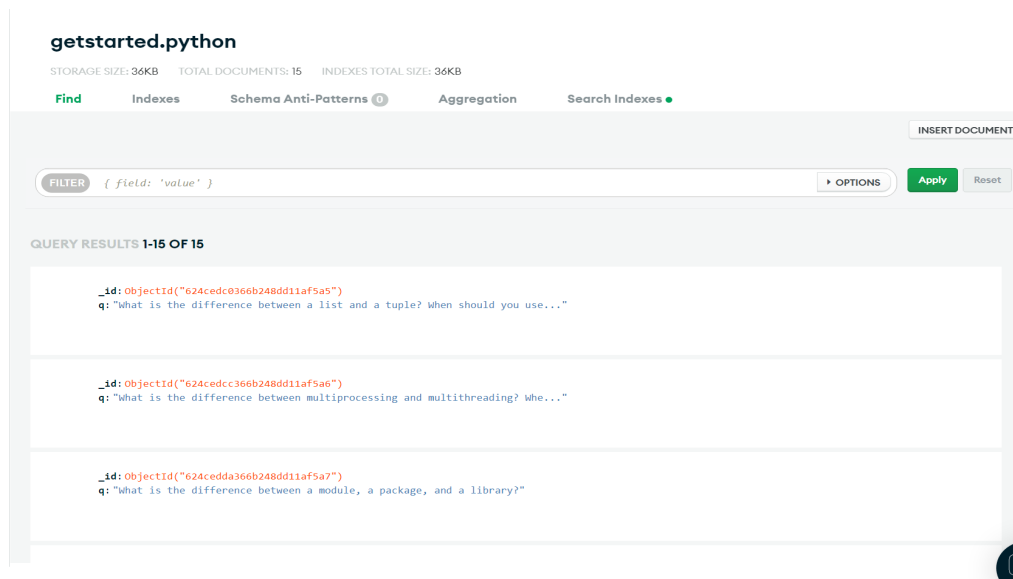 getstarted.python
STORAGE SIZE: 36KB TOTAL DOCUMENTS: 15 INDEXES TOTAL SIZE: 36KB
Find Indexes Schema Anti-Patterns 0 Aggregation Search Indexes
INSERT DOCUMENT
FILTER { field: 'value' } OPTIONS Apply Reset
QUERY RESULTS 1-15 OF 15
_id: ObjectId("624cedc0366b248dd11af5a5")
q: "What is the difference between a list and a tuple? When should you use..."
_id: ObjectId("624cedcc366b248dd11af5a6")
q: "What is the difference between multiprocessing and multithreading? Whe..."
_id: ObjectId("624cedda366b248dd11af5a7")
q: "What is the difference between a module, a package, and a library?"